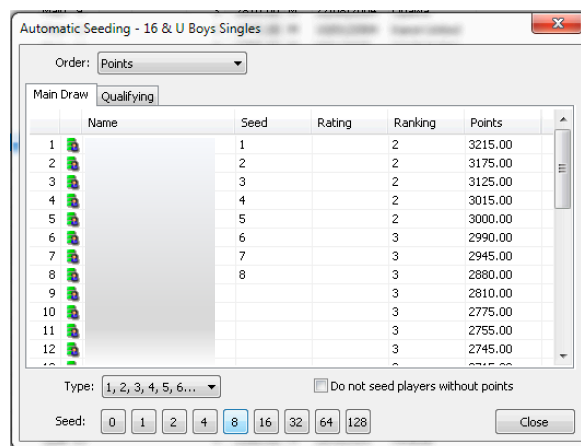 Automatic Seeding - 16 & U Boys Singles
Order: Points
Main Draw Qualifying
Name Seed Rating Ranking Points
1 1 2 3215.00
2 2 2 3175.00
3 3 2 3125.00
4 4 2 3015.00
5 5 2 3000.00
6 6 3 2990.00
7 7 3 2945.00
8 8 3 2880.00
9 3 2810.00
10 3 2775.00
11 3 2755.00
12 3 2745.00
Type: 1, 2, 3, 4, 5, 6... Do not seed players without points
Seed: 0 1 2 4 8 16 32 64 128 Close